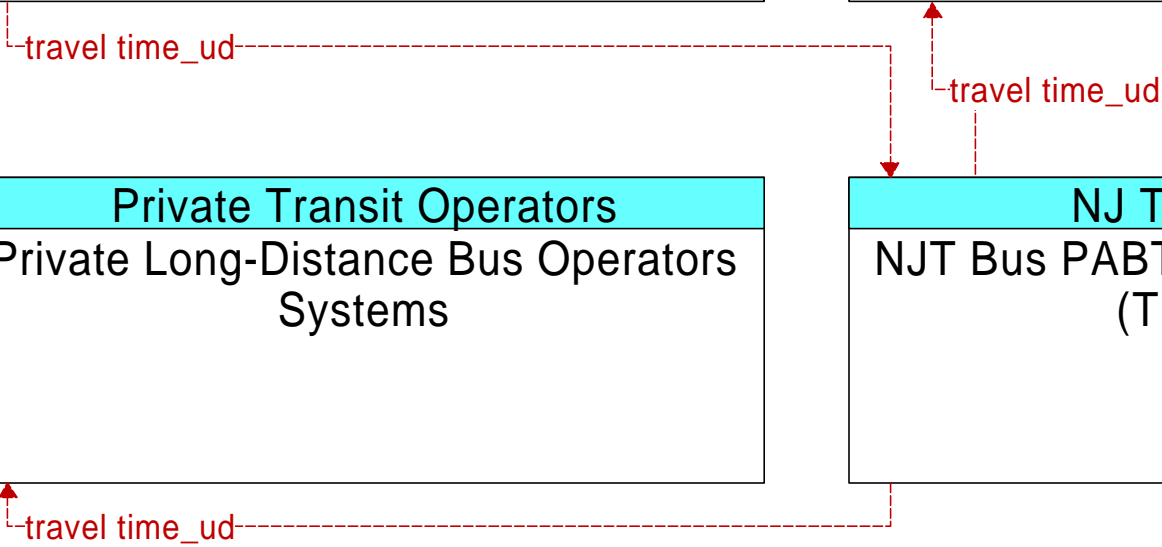 travel time_ud
travel time_ud
Private Transit Operators
Private Long-Distance Bus Operators
Systems
NJ T
NJT Bus PABT
(T
travel time_ud